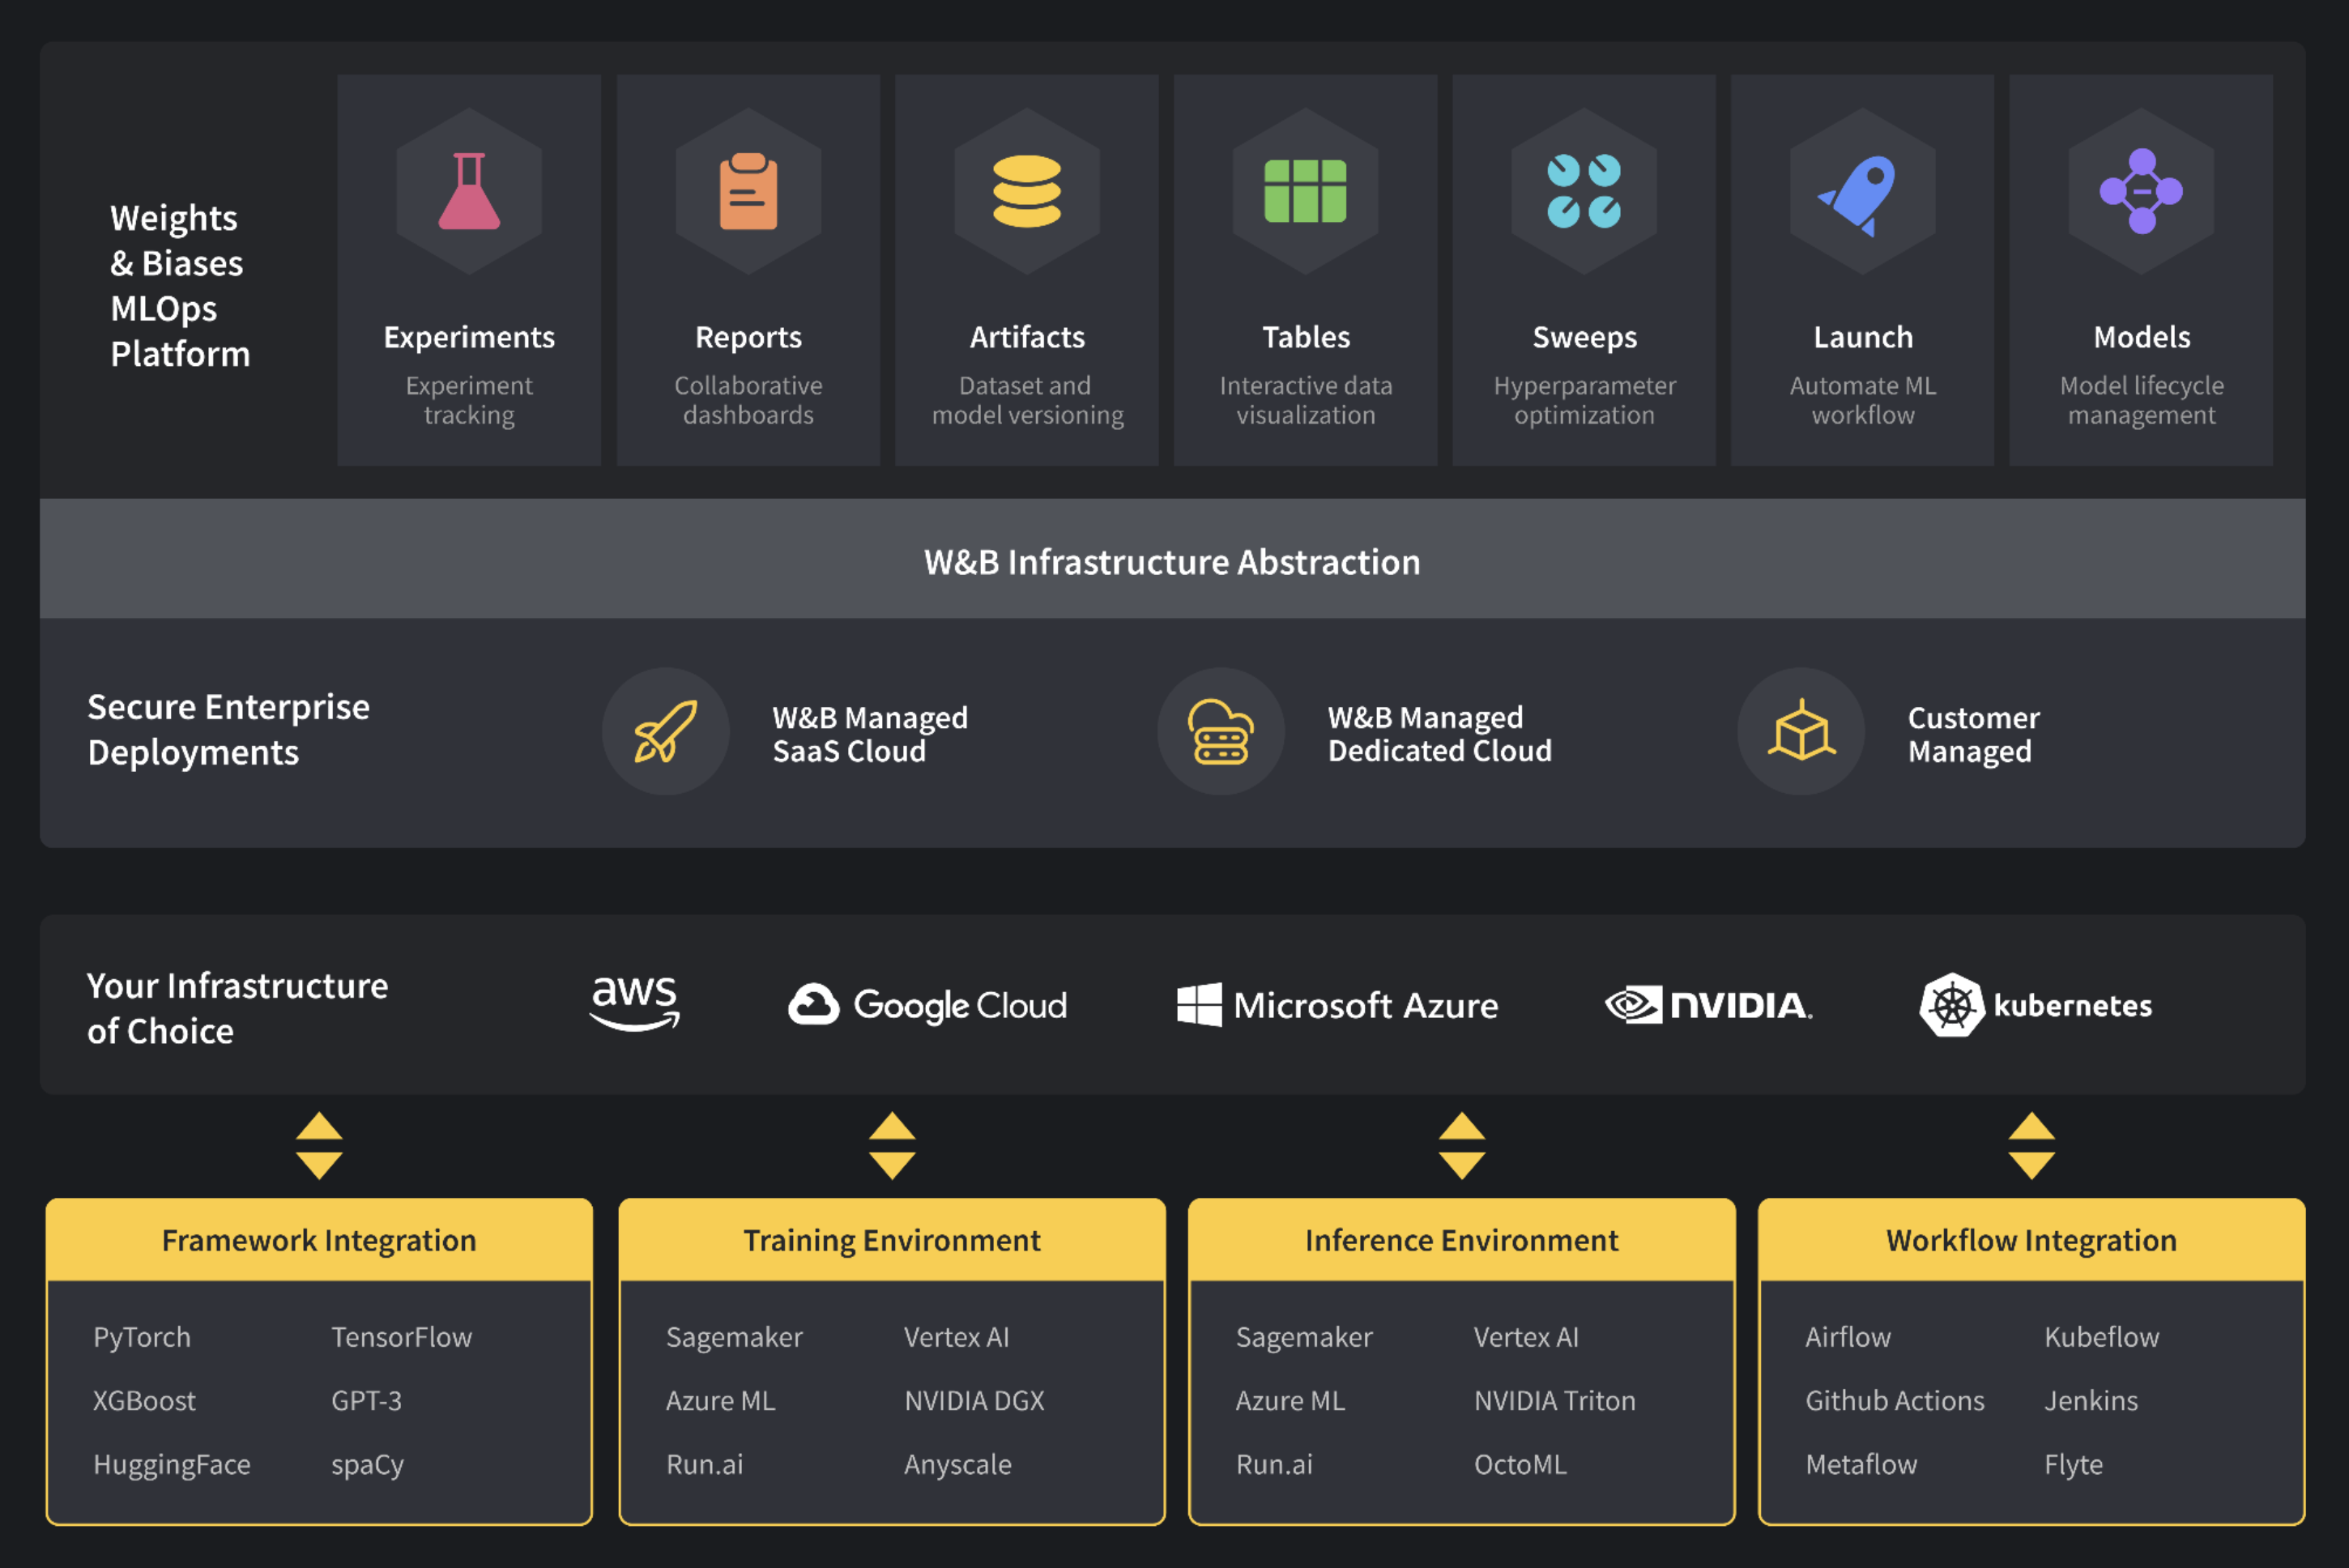 Weights
& Biases
MLOps
Platform
Experiments
Experiment
tracking
Reports
Collaborative
dashboards
Artifacts
Dataset and
model versioning
Tables
Interactive data
visualization
Sweeps
Hyperparameter
optimization
Launch
Automate ML
workflow
Models
Model lifecycle
management
W&B Infrastructure Abstraction
Secure Enterprise
Deployments
W&B Managed
SaaS Cloud
W&B Managed
Dedicated Cloud
Customer
Managed
Your Infrastructure
of Choice
aws
Google Cloud
Microsoft Azure
NVIDIA.
kubernetes
Framework Integration
PyTorch
TensorFlow
XGBoost
GPT-3
HuggingFace
spaCy
Training Environment
Sagemaker
Vertex AI
Azure ML
NVIDIA DGX
Run.ai
Anyscale
Inference Environment
Sagemaker
Vertex AI
Azure ML
NVIDIA Triton
Run.ai
OctoML
Workflow Integration
Airflow
Kubeflow
Github Actions
Jenkins
Metaflow
Flyte